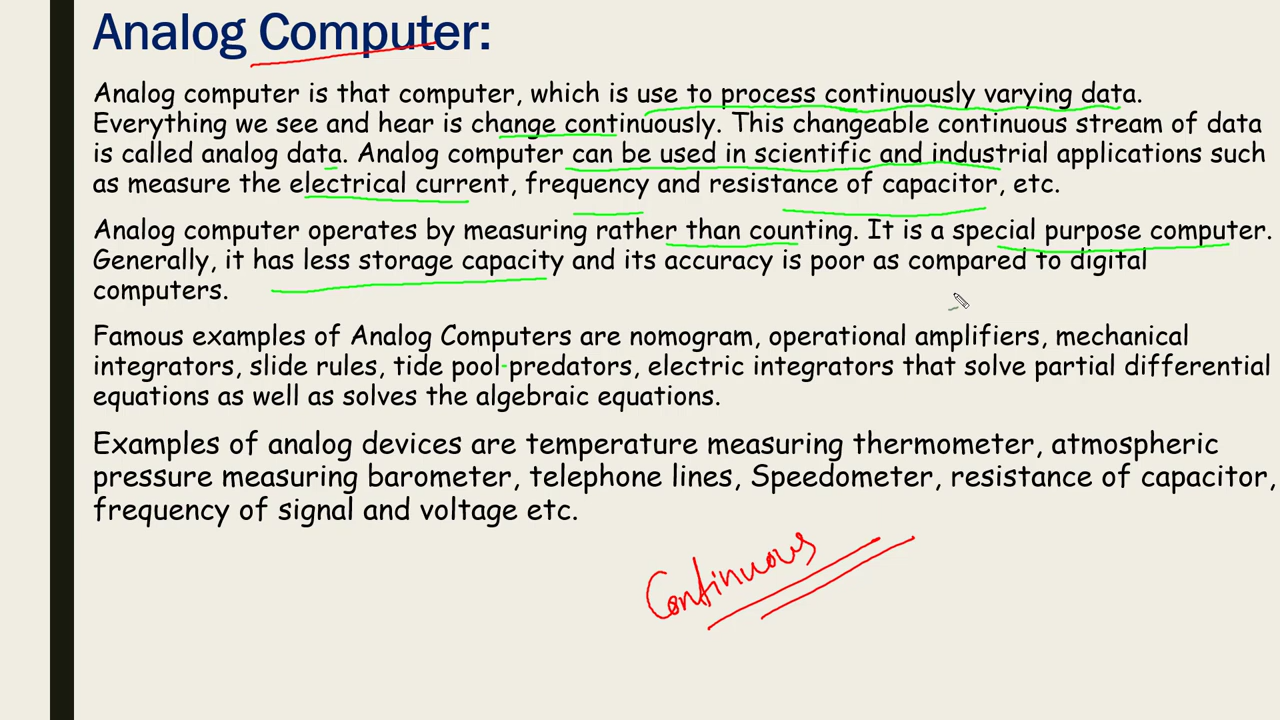 Analog Computer:
Analog computer is that computer, which is use to process continuously varying data.
Everything we see and hear is change continuously. This changeable continuous stream of data
is called analog data. Analog computer can be used in scientific and industrial applications such
as measure the electrical current, frequency and resistance of capacitor, etc.
Analog computer operates by measuring rather than counting. It is a special purpose computer.
Generally, it has less storage capacity and its accuracy is poor as compared to digital
computers.
Famous examples of Analog Computers are nomogram, operational amplifiers, mechanical
integrators, slide rules, tide pool-predators, electric integrators that solve partial differential
equations as well as solves the algebraic equations.
Examples of analog devices are temperature measuring thermometer, atmospheric
pressure measuring barometer, telephone lines, Speedometer, resistance of capacitor,
frequency of signal and voltage etc.
Continuous